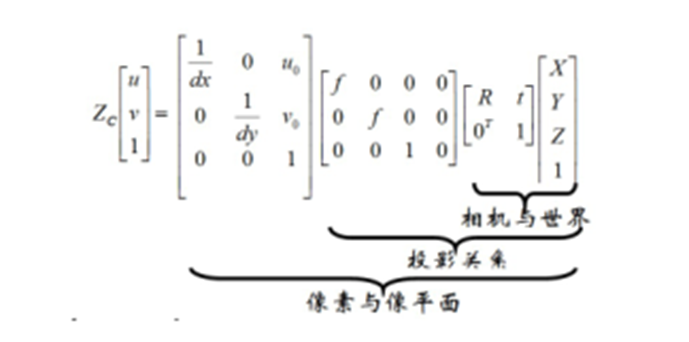 Zc [u v 1] = [1/dx 0 u₀; 0 1/dy v₀; 0 0 1] [f 0 0 0; 0 f 0 0; 0 0 1 0] [R t; 0ᵀ 1] [X Y Z 1]
相机与世界
投影关系
像素与像平面